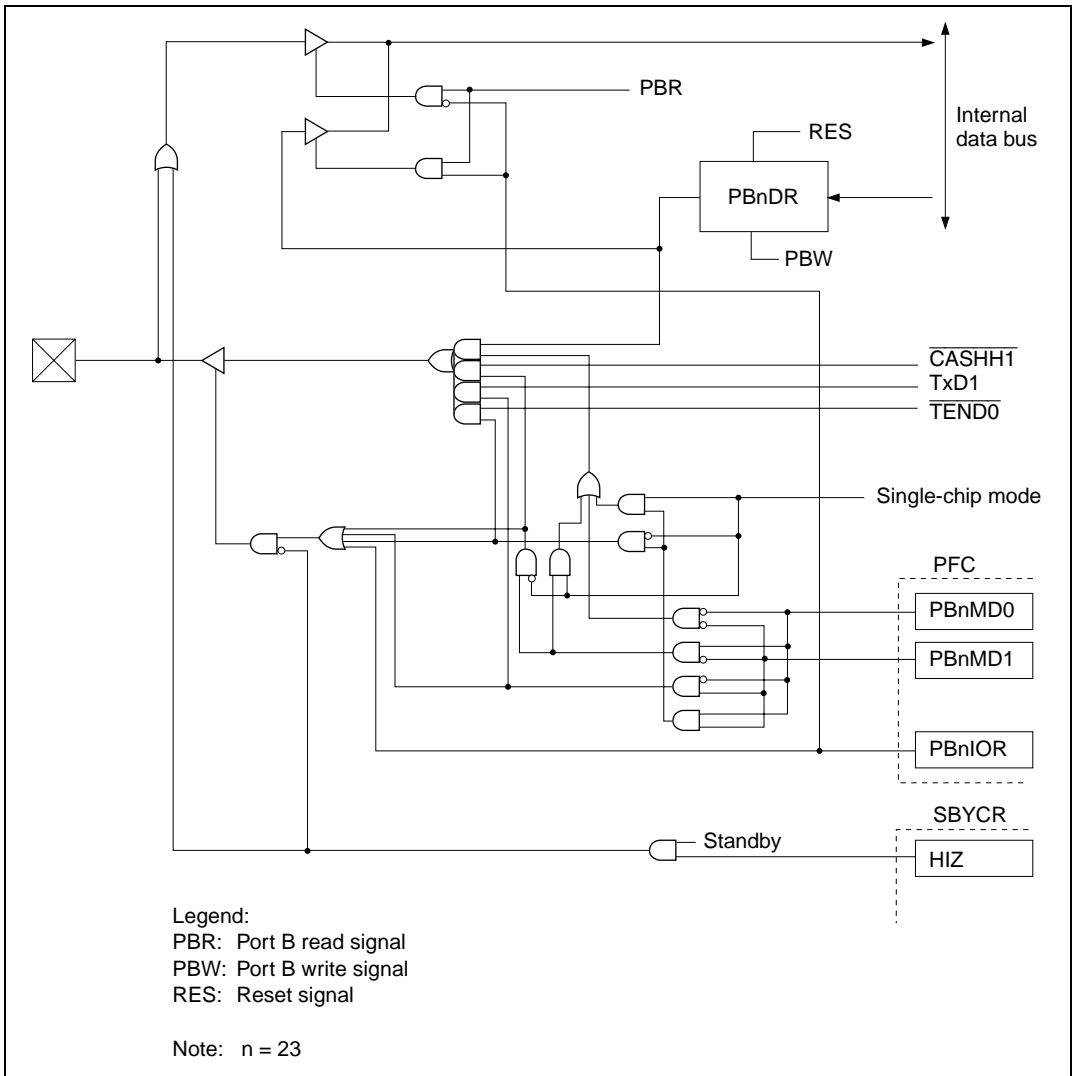 PBR
RES
Internal
data bus
PBnDR
PBW
CASHH1
TxD1
TEND0
Single-chip mode
PFC
PBnMD0
PBnMD1
PBnIOR
SBYCR
Standby
HIZ
Legend:
PBR: Port B read signal
PBW: Port B write signal
RES: Reset signal
Note: n = 23